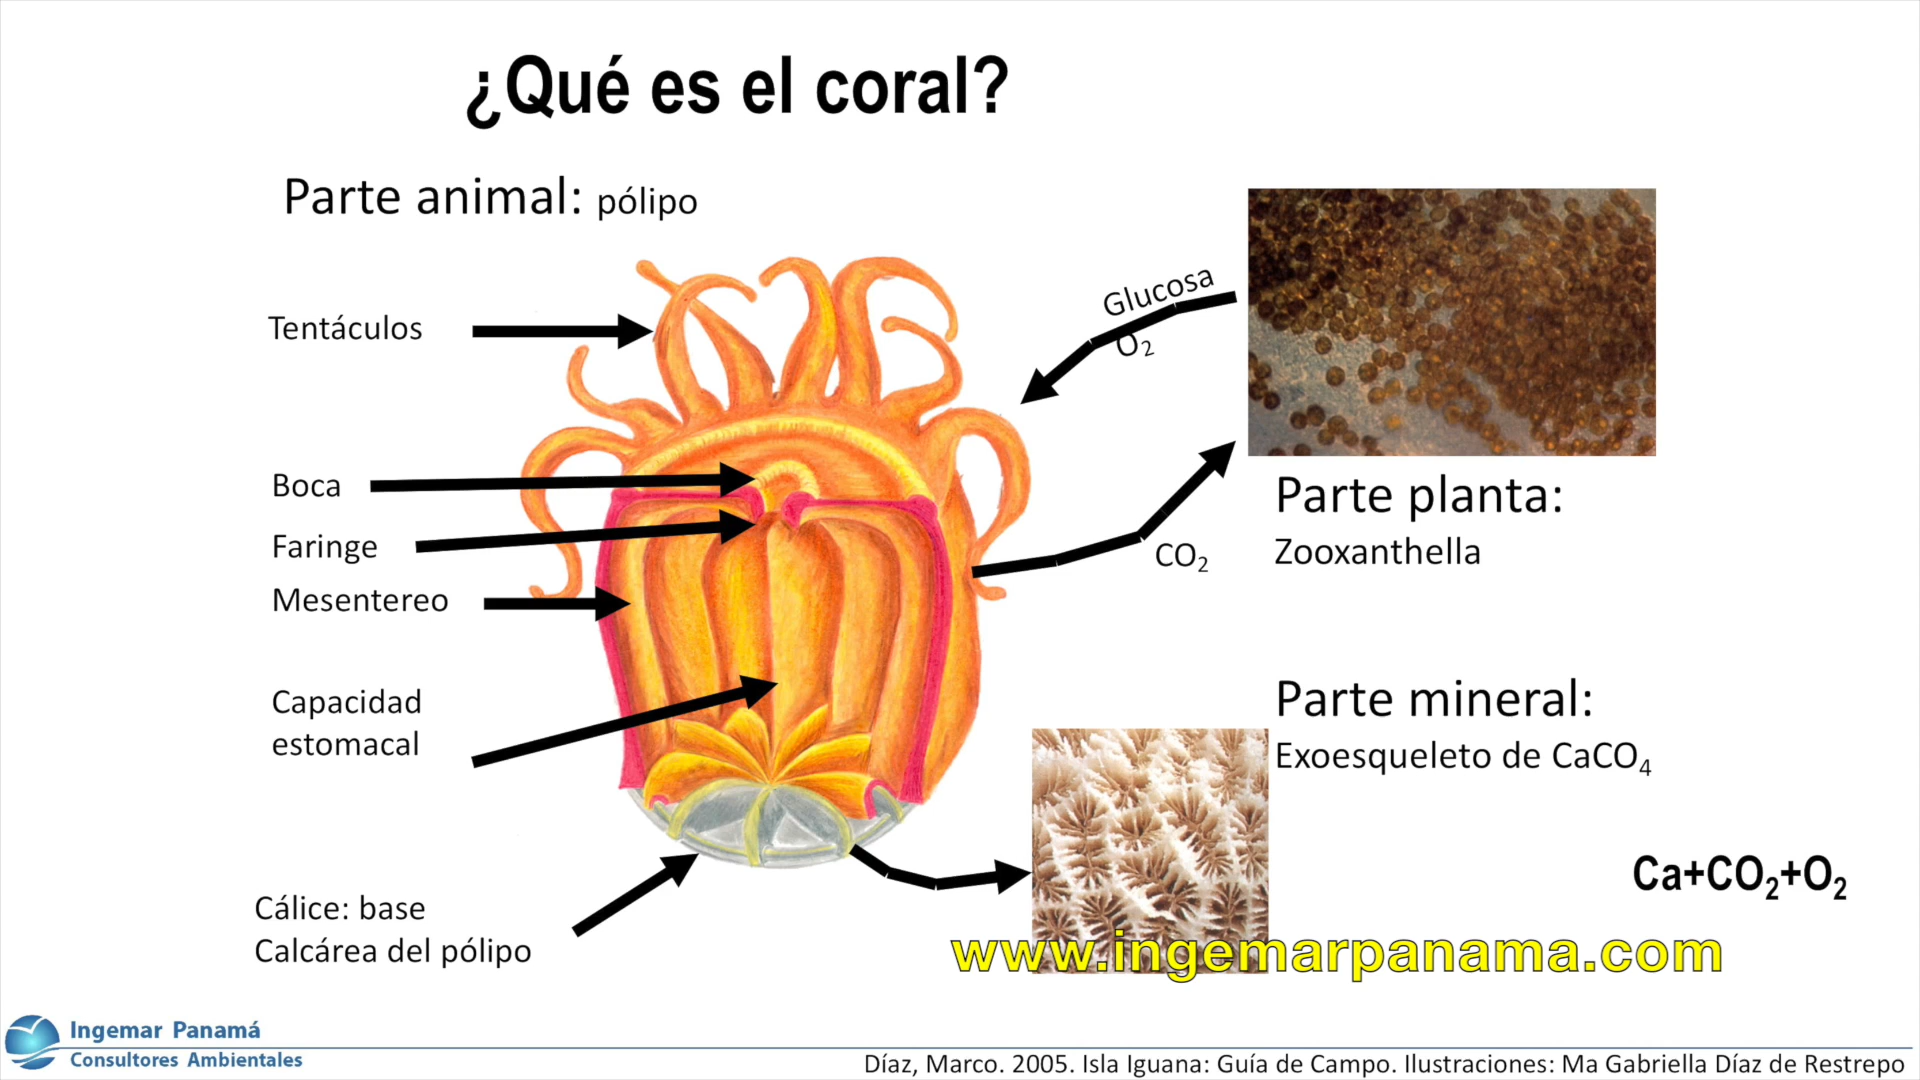 ¿Qué es el coral?
Parte animal: pólipo
Tentáculos
Boca
Faringe
Mesentereo
Capacidad
estomacal
Cálice: base
Calcárea del pólipo
Glucosa
O₂
CO₂
Parte planta:
Zooxanthella
Parte mineral:
Exoesqueleto de CaCO₄
Ca+CO₂+O₂
www.ingemarpanama.com
Ingemar Panamá
Consultores Ambientales
Díaz, Marco. 2005. Isla Iguana: Guía de Campo. Ilustraciones: Ma Gabriella Díaz de Restrepo